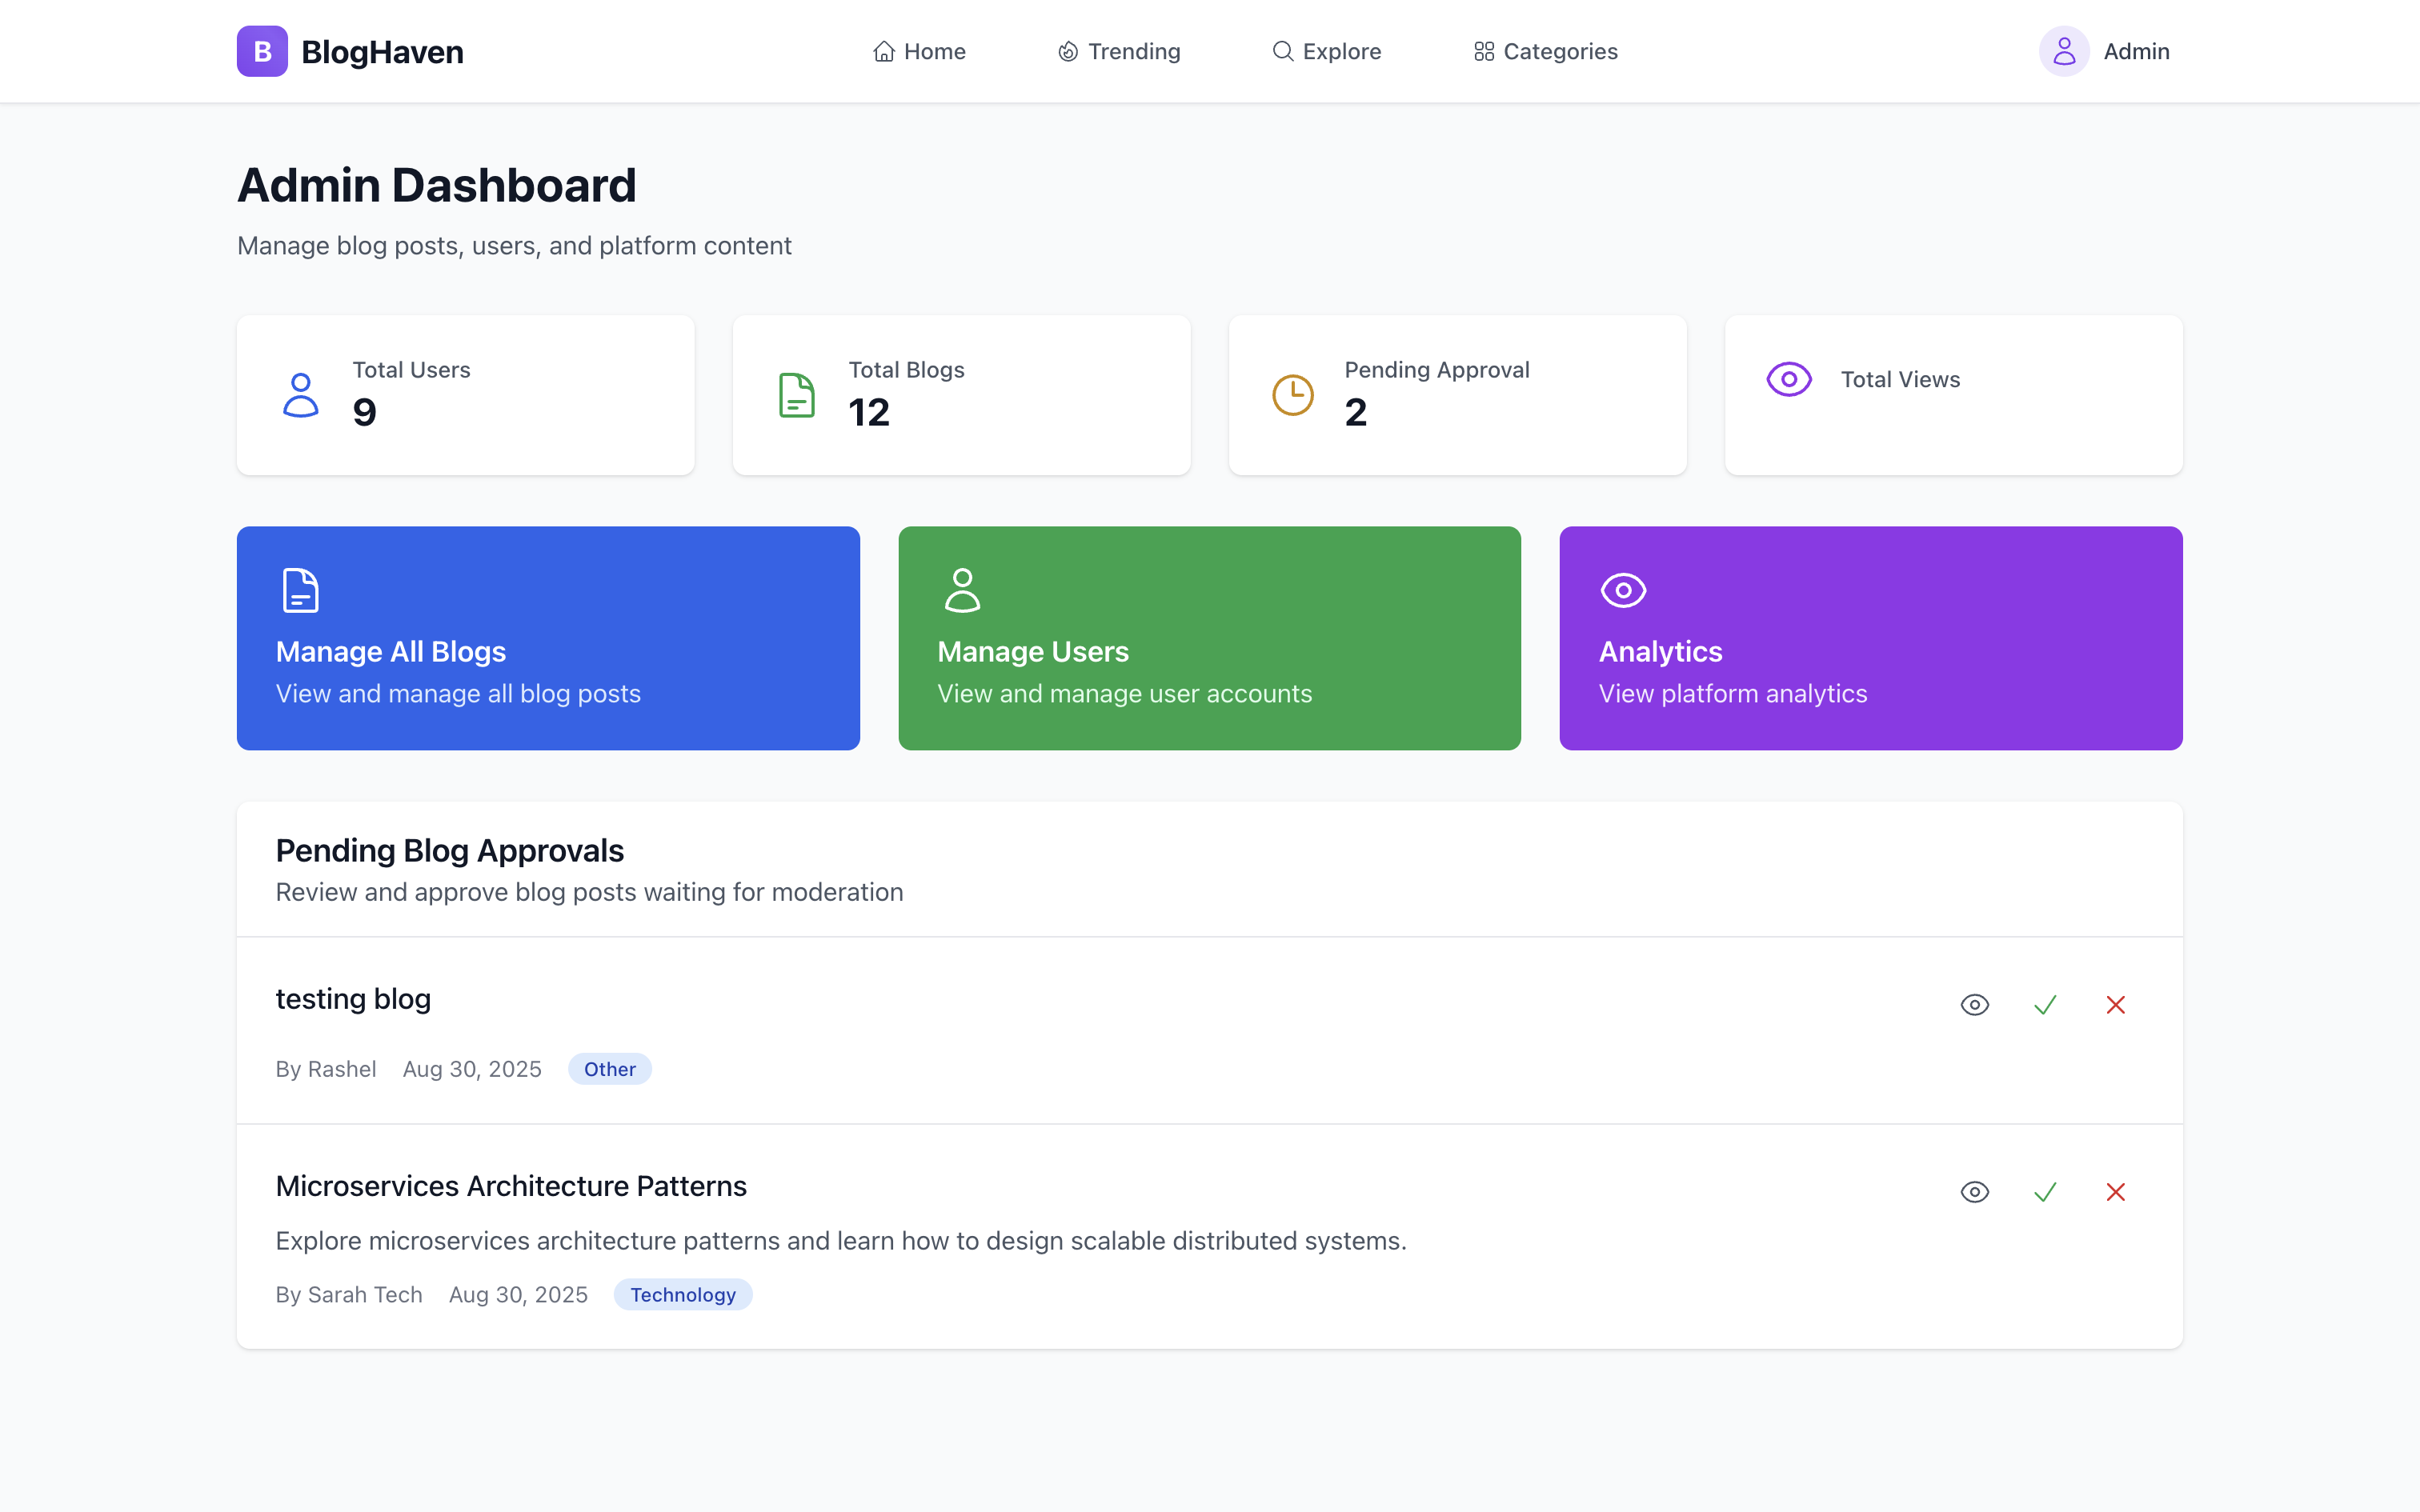 B BlogHaven
Home Trending Explore Categories
Admin
Admin Dashboard
Manage blog posts, users, and platform content
Total Users
9
Total Blogs
12
Pending Approval
2
Total Views
Manage All Blogs
View and manage all blog posts
Manage Users
View and manage user accounts
Analytics
View platform analytics
Pending Blog Approvals
Review and approve blog posts waiting for moderation
testing blog
By Rashel Aug 30, 2025 Other
Microservices Architecture Patterns
Explore microservices architecture patterns and learn how to design scalable distributed systems.
By Sarah Tech Aug 30, 2025 Technology